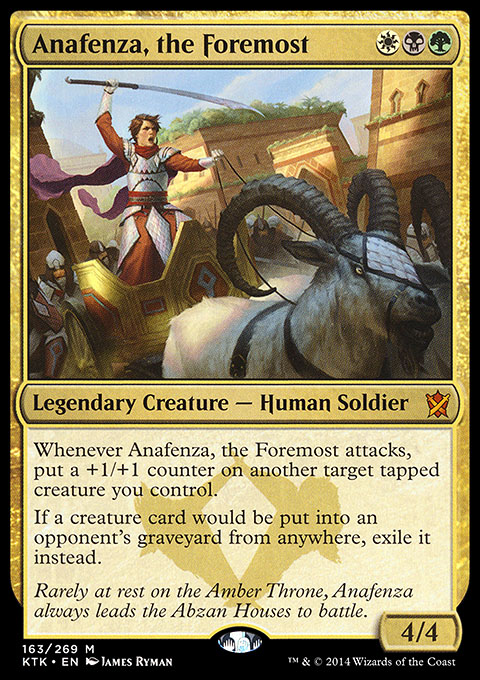 Anafenza, the Foremost
Legendary Creature — Human Soldier
Whenever Anafenza, the Foremost attacks,
put a +1/+1 counter on another target tapped
creature you control.
If a creature card would be put into an
opponent's graveyard from anywhere, exile it
instead.
Rarely at rest on the Amber Throne, Anafenza
always leads the Abzan Houses to battle.
4/4
163/269 M
KTK • EN James Ryman
™ & © 2014 Wizards of the Coast